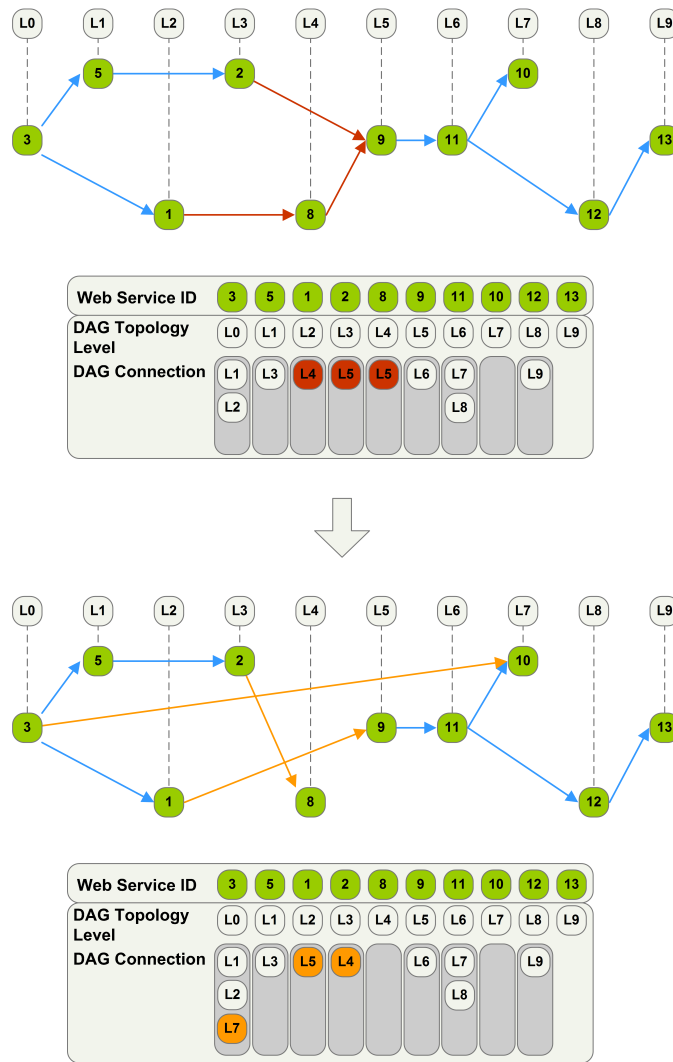 L0 L1 L2 L3 L4 L5 L6 L7 L8 L9
5 2 10
3 9 11 13
1 8 12
Web Service ID 3 5 1 2 8 9 11 10 12 13
DAG Topology
Level
L0 L1 L2 L3 L4 L5 L6 L7 L8 L9
DAG Connection L1 L3 L4 L5 L5 L6 L7 L9
L2 L8
L0 L1 L2 L3 L4 L5 L6 L7 L8 L9
5 2 10
3 9 11 13
1 8 12
Web Service ID 3 5 1 2 8 9 11 10 12 13
DAG Topology
Level
L0 L1 L2 L3 L4 L5 L6 L7 L8 L9
DAG Connection L1 L3 L5 L4 L6 L7 L9
L2 L8
L7